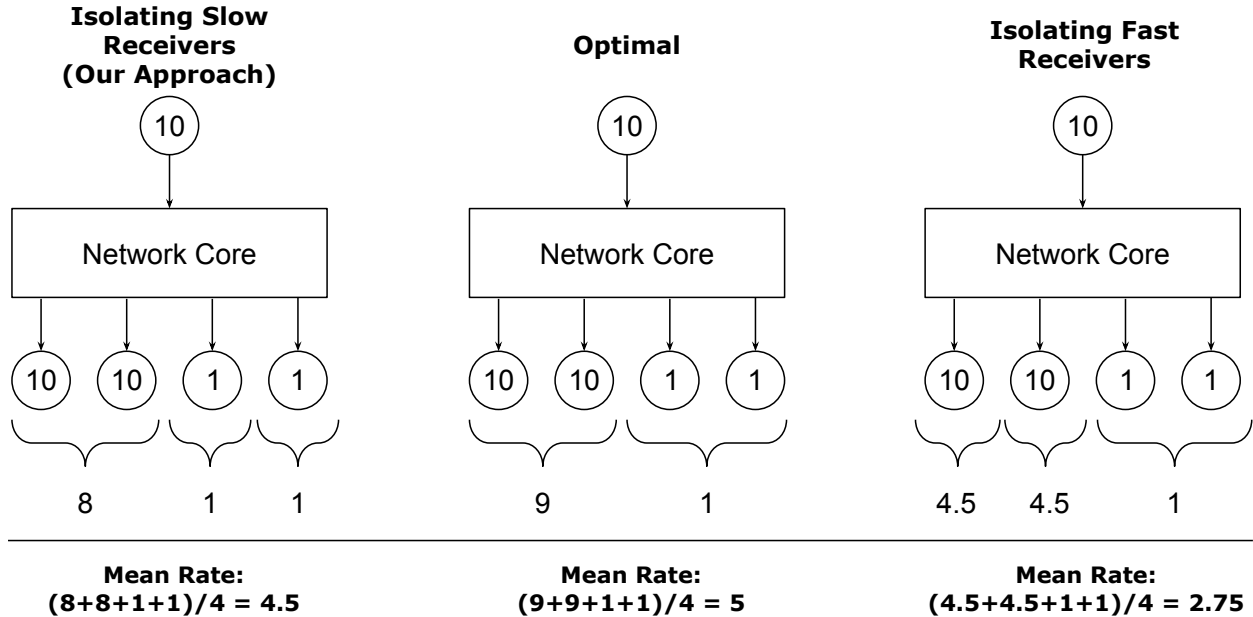 Isolating Slow
Receivers
(Our Approach)
10
Network Core
10 10 1 1
8 1 1
Mean Rate:
(8+8+1+1)/4 = 4.5
Optimal
10
Network Core
10 10 1 1
9 1
Mean Rate:
(9+9+1+1)/4 = 5
Isolating Fast
Receivers
10
Network Core
10 10 1 1
4.5 4.5 1
Mean Rate:
(4.5+4.5+1+1)/4 = 2.75